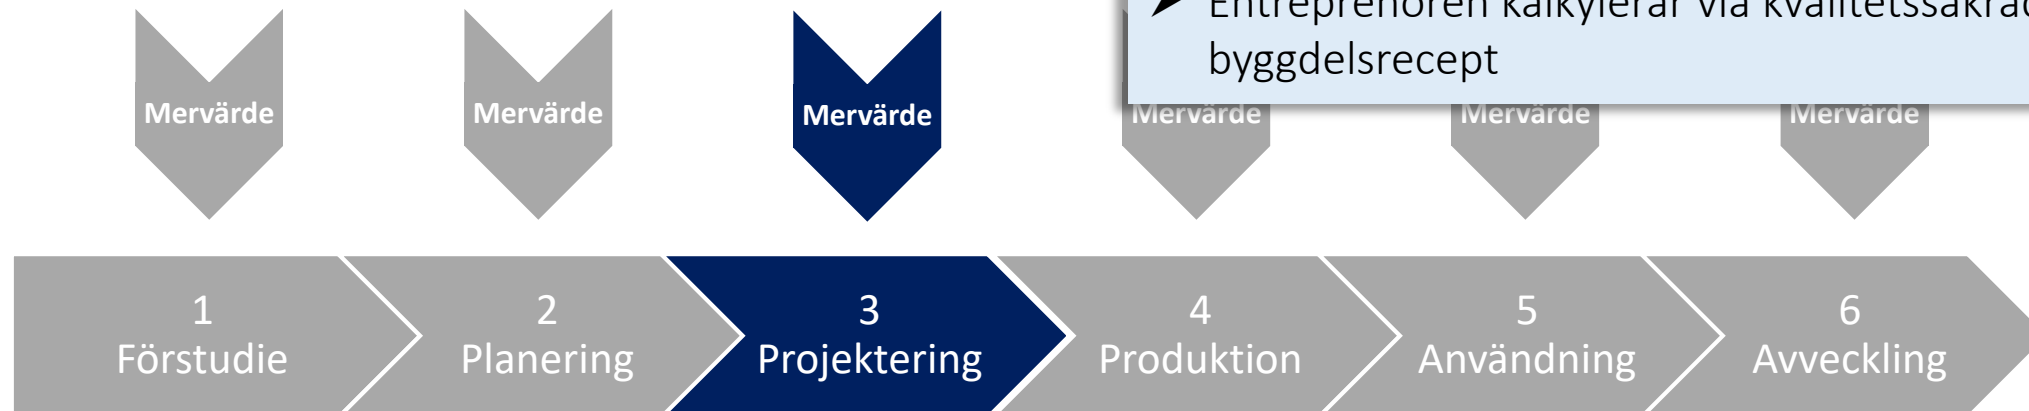 Entreprenören kalkylerar via
byggdelsrecept
Mervärde Mervärde Mervärde Mervärde Mervärde Mervärde
1 2 3 4 5 6
Förstudie Planering Projektering Produktion Användning Avveckling